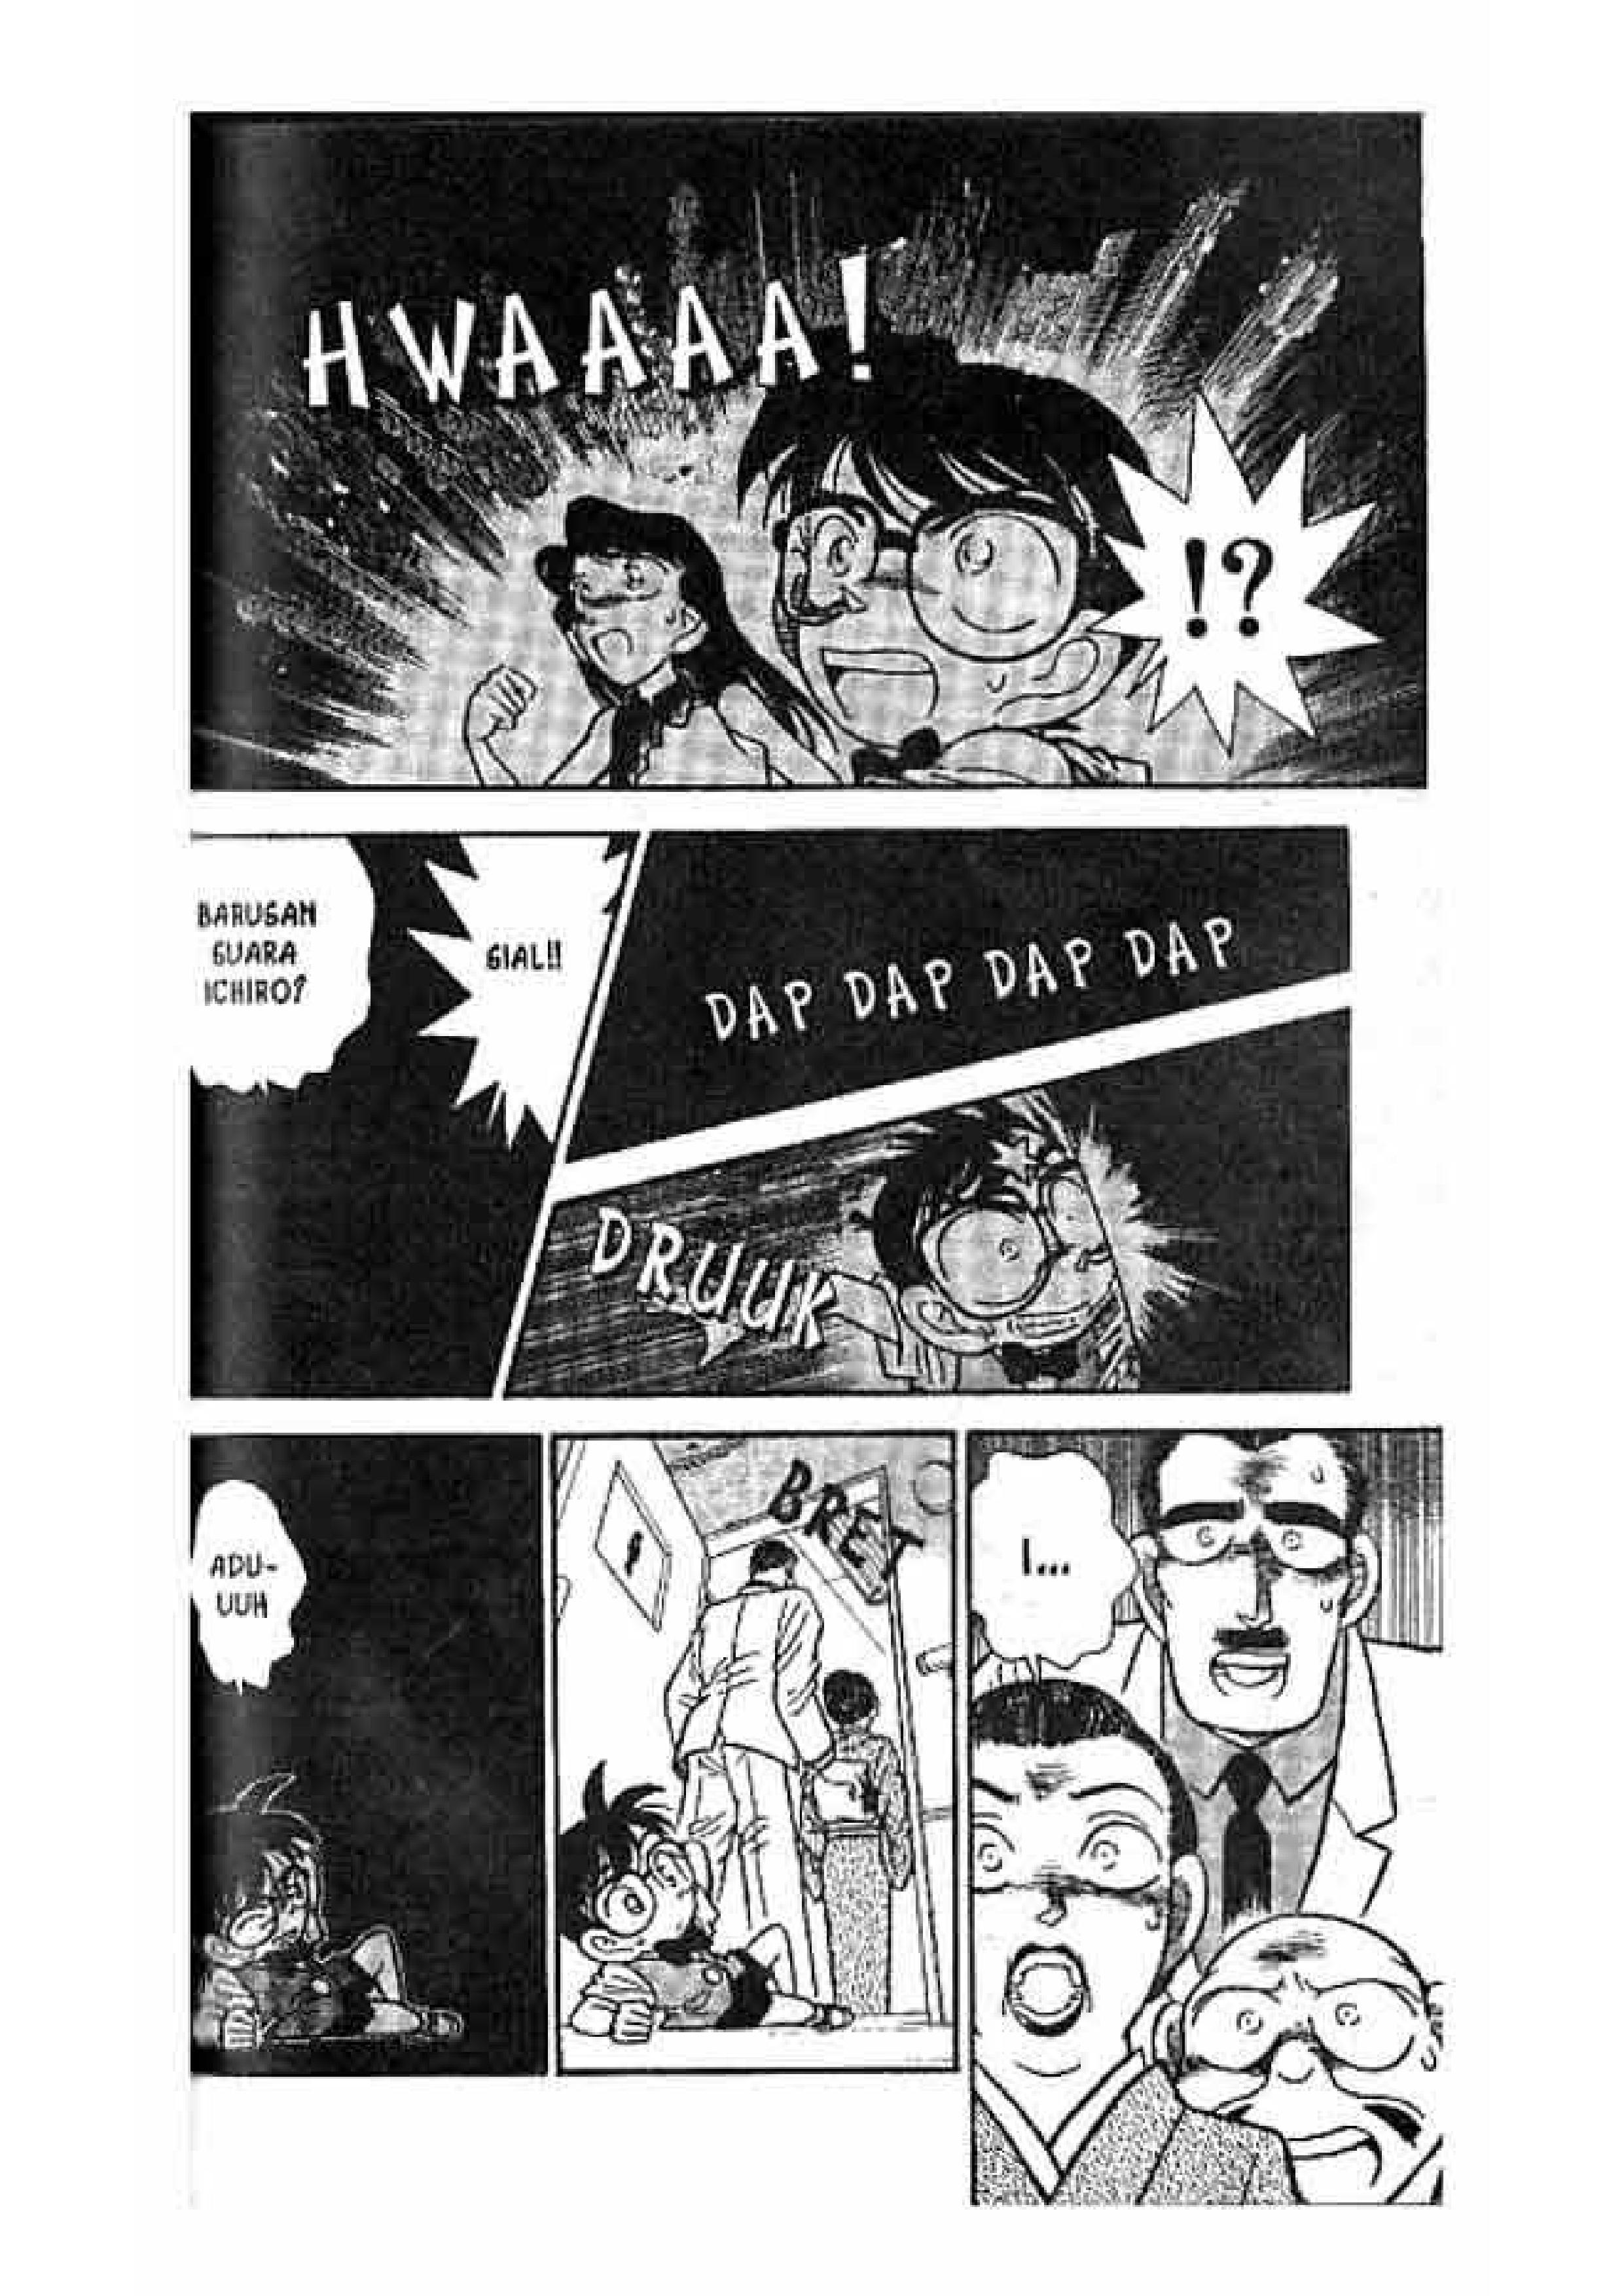 HWAAAA!
!?
BARUSAN
SUARA
ICHIRO?
SIAL!!
DAP DAP DAP DAP
DRUUK
ADU-
UUH
BRET
I...